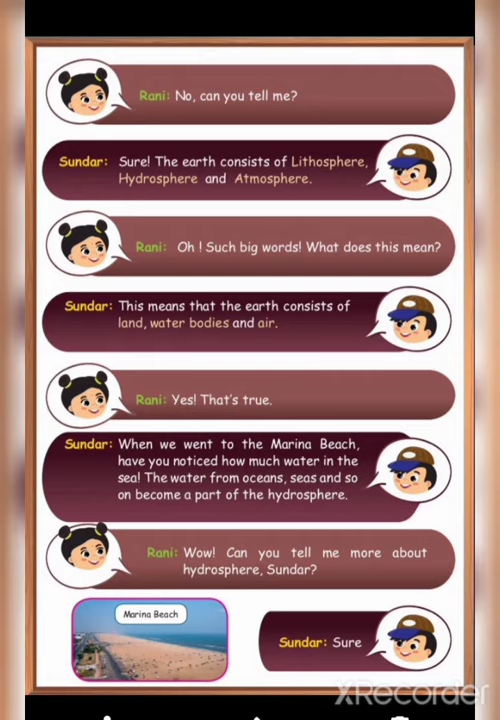 Rani: No, can you tell me?
Sundar: Sure! The earth consists of Lithosphere,
Hydrosphere and Atmosphere.
Rani: Oh ! Such big words! What does this mean?
Sundar: This means that the earth consists of
land, water bodies and air.
Rani: Yes! That's true.
Sundar: When we went to the Marina Beach,
have you noticed how much water in the
sea! The water from oceans, seas and so
on become a part of the hydrosphere.
Rani: Wow! Can you tell me more about
hydrosphere, Sundar?
Marina Beach
Sundar: Sure
XRecorder